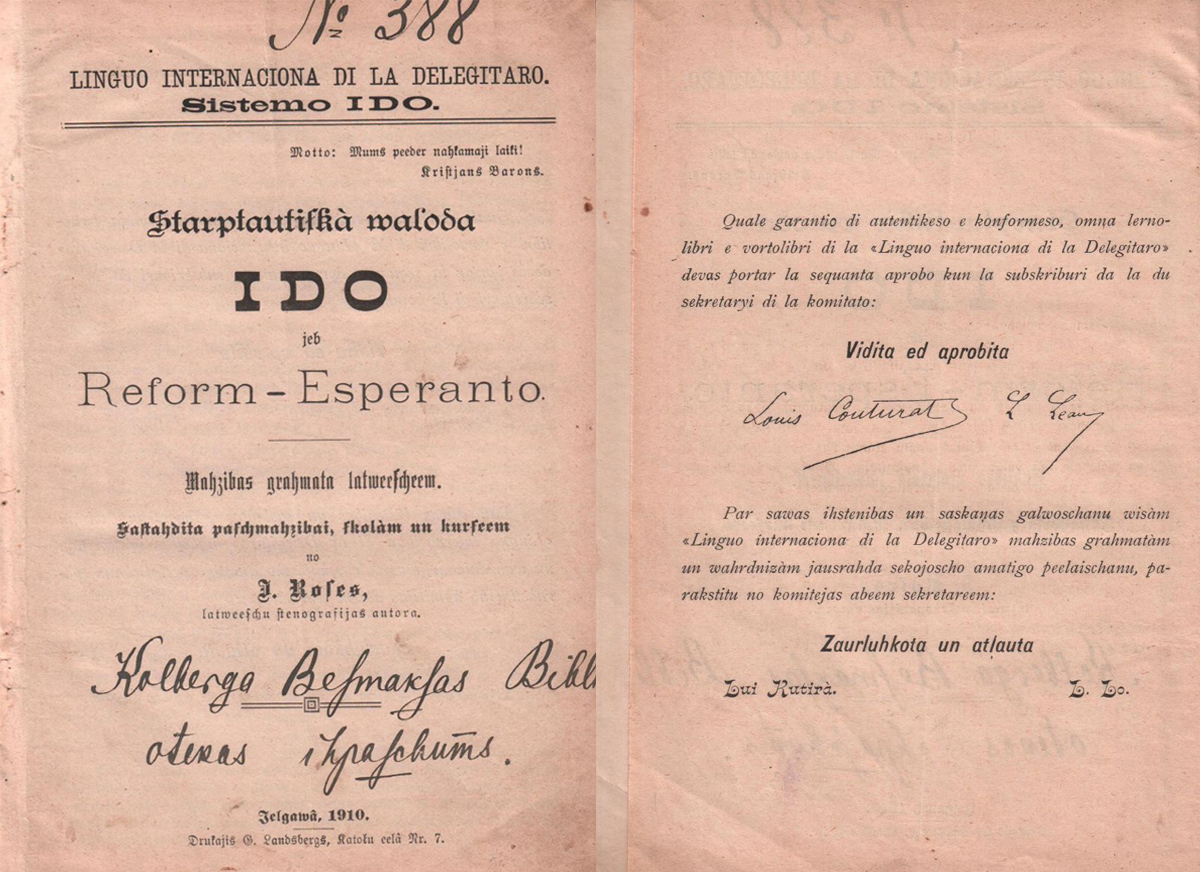 № 388
LINGUO INTERNACIONA DI LA DELEGITARO.
Sistemo IDO.
Motto: Mums peeder nahkamaji laiki!
Kriſtjans Barons.
Starptautiſkà waloda
IDO
jeb
Reform-Esperanto.
Mahzibas grahmata latweeſcheem.
Saſtahdita paſchmahzibai, ſkolàm un kurſeem
no
J. Roſes,
latweeſchu ſtenografijas autora.
Kolberga Beſmakſas Bibli
otekas ihpaſchums.
Jelgawâ, 1910.
Drukajis G. Landsbergs, Katoļu celâ Nr. 7.
Quale garantio di autentikeso e konformeso, omna lerno-
libri e vortolibri di la «Linguo internaciona di la Delegitaro»
devas portar la sequanta aprobo kun la subskriburi da la du
sekretaryi di la komitato:
Vidita ed aprobita
Louis Couturat L Leau
Par sawas ihstenibas un saskaņas galwoschanu wisàm
«Linguo internaciona di la Delegitaro» mahzibas grahmatàm
un wahrdnizàm jausrahda sekojoscho amatigo peelaischanu, pa-
rakstitu no komitejas abeem sekretareem:
Zaurluhkota un atļauta
Lui Kutirà. L. Lo.